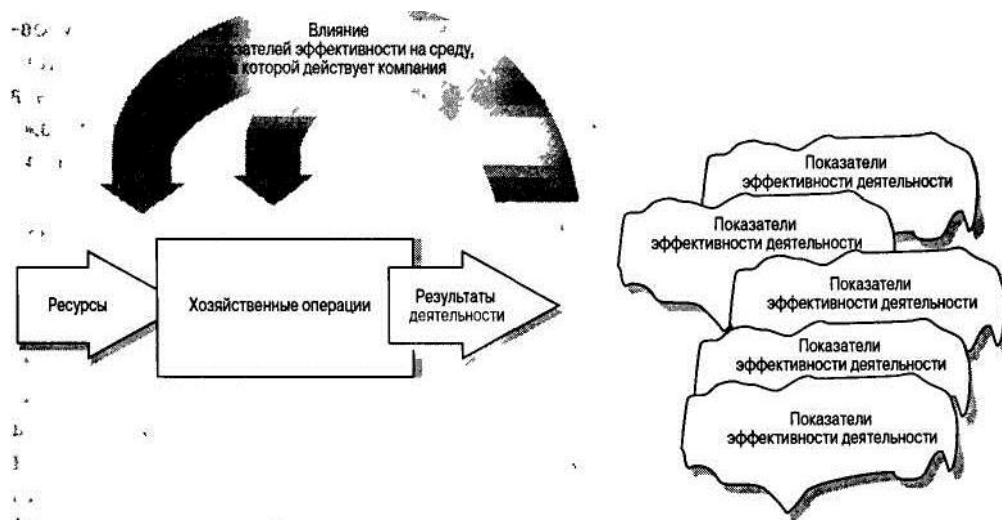 Влияние
зателей эффективности на среду,
которой действует компания
Ресурсы
Хозяйственные операции
Результаты
деятельности
Показатели
эффективности деятельности
Показатели
эффективности деятельности
Показатели
эффективности деятельности
Показатели
эффективности деятельности
Показатели
эффективности деятельности